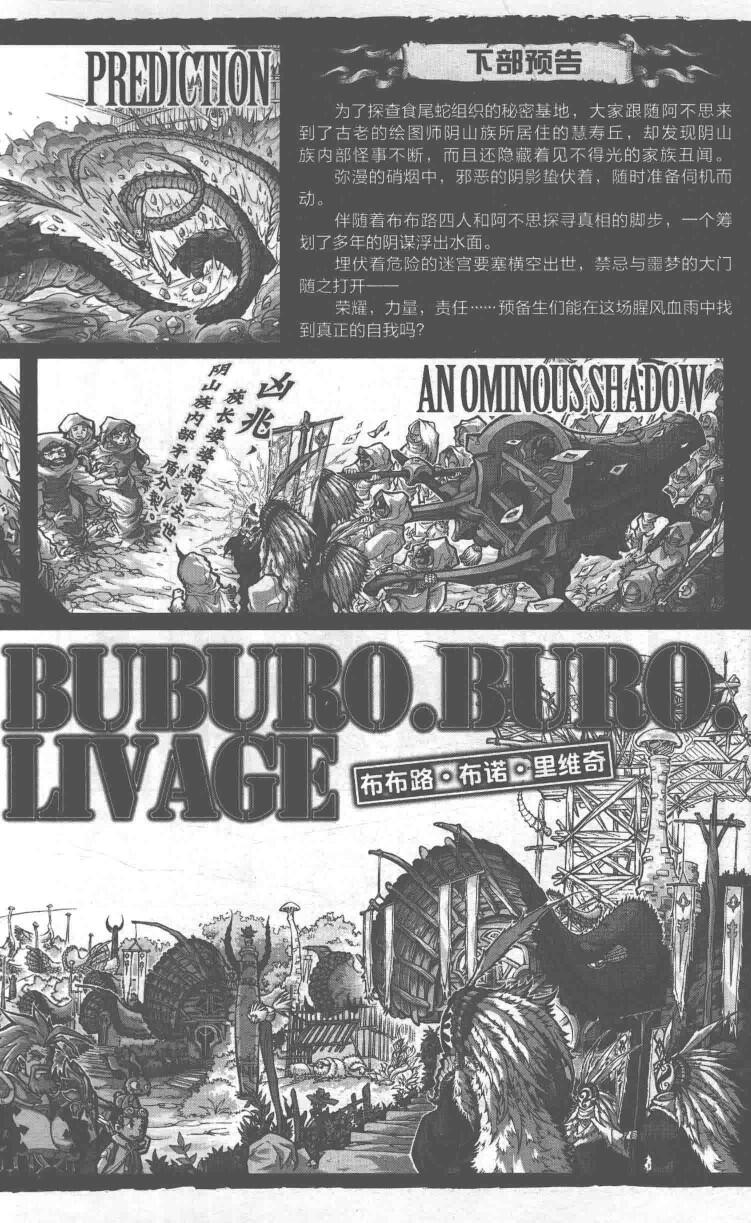 PREDICTION
下部预告
为了探查食尾蛇组织的秘密基地，大家跟随阿不思来
到了古老的绘图师阴山族所居住的慧寿丘，却发现阴山
族内部怪事不断，而且还隐藏着见不得光的家族丑闻。
弥漫的硝烟中，邪恶的阴影蛰伏着，随时准备伺机而
动。
伴随着布布路四人和阿不思探寻真相的脚步，一个筹
划了多年的阴谋浮出水面。
埋伏着危险的迷宫要塞横空出世，禁忌与噩梦的大门
随之打开——
荣耀，力量，责任……预备生们能在这场腥风血雨中找
到真正的自我吗？
AN OMINOUS SHADOW
凶兆，
族长婆婆离奇去世，
阴山族内部矛盾分裂。
BUBURO.BURO.
LIVAGE
布布路·布诺·里维奇